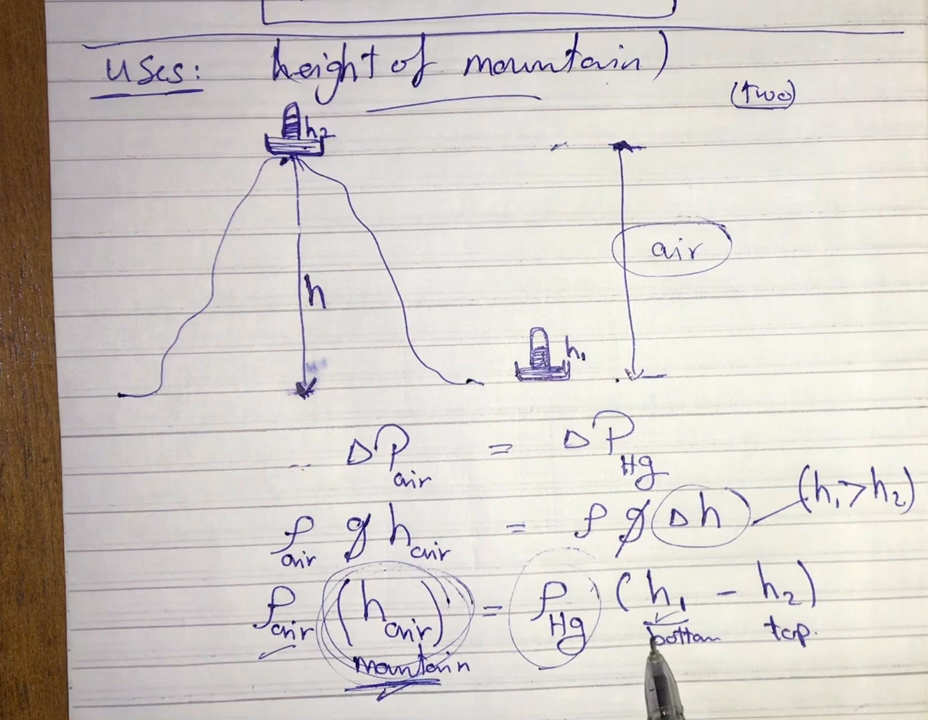 uses: height of mountain)
(two)
h₂
air
h
h₁
ΔP air = ΔP Hg
ρ air g h air = ρ g Δh (h₁>h₂)
ρ air (h air) = ρ Hg (h₁ - h₂)
mountain bottom top.